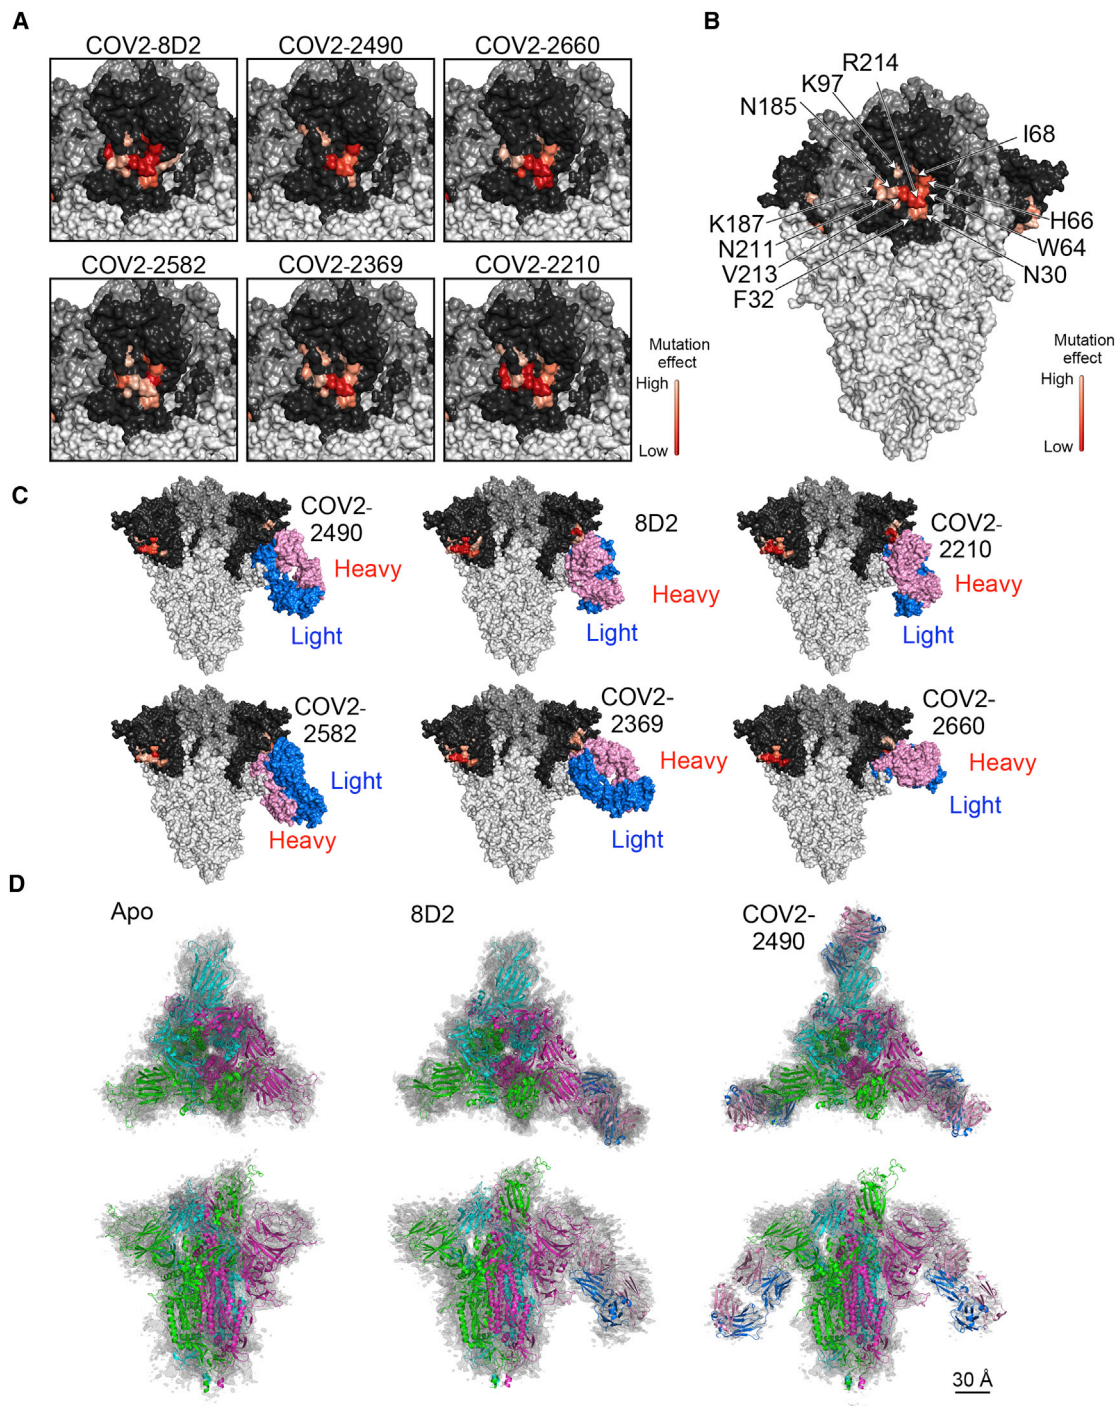 A
COV2-8D2
COV2-2490
COV2-2660
COV2-2582
COV2-2369
COV2-2210
Mutation
effect
High
Low
B
R214
K97
N185
I68
K187
N211
V213
F32
H66
W64
N30
Mutation
effect
High
Low
C
COV2-
2490
Heavy
Light
8D2
Heavy
Light
COV2-
2210
Heavy
Light
COV2-
2582
Light
Heavy
COV2-
2369
Heavy
Light
COV2-
2660
Heavy
Light
D
Apo
8D2
COV2-
2490
30 Å